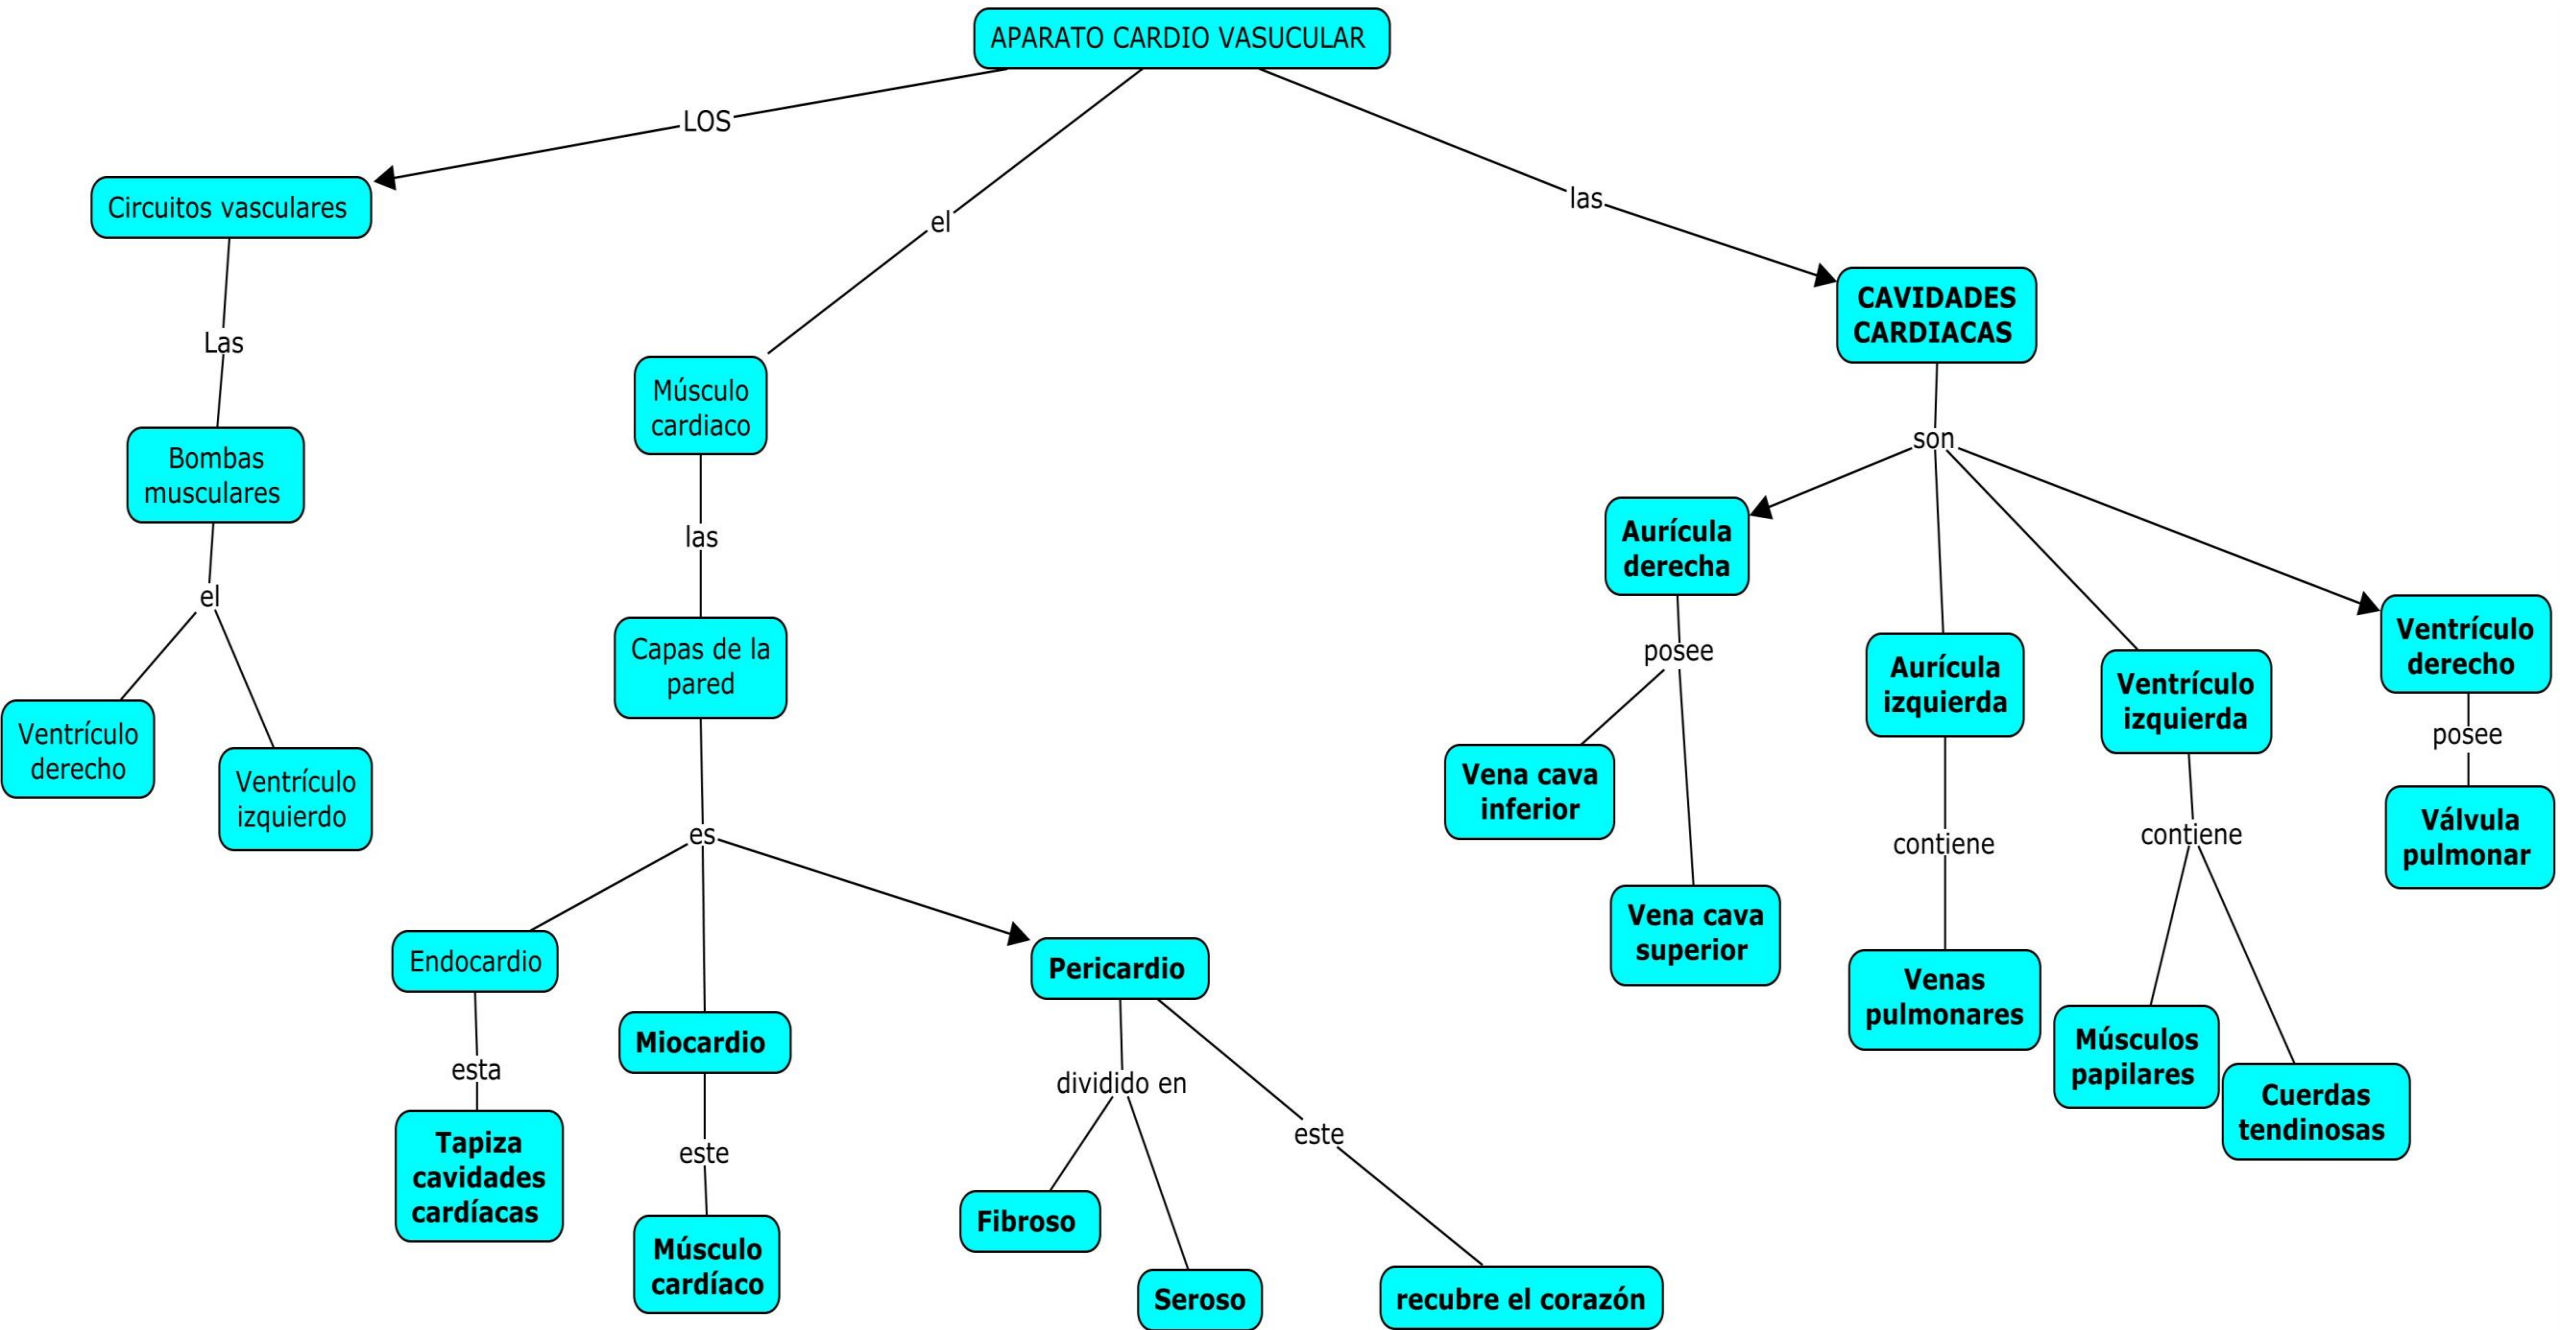 APARATO CARDIO VASUCULAR
LOS
el
las
Circuitos vasculares
Las
Bombas
musculares
el
Ventrículo
derecho
Ventrículo
izquierdo
Músculo
cardiaco
las
Capas de la
pared
es
Endocardio
esta
Tapiza
cavidades
cardíacas
Miocardio
este
Músculo
cardíaco
Pericardio
dividido en
Fibroso
Seroso
este
recubre el corazón
CAVIDADES
CARDIACAS
son
Aurícula
derecha
posee
Vena cava
inferior
Vena cava
superior
Aurícula
izquierda
contiene
Venas
pulmonares
Ventrículo
izquierda
contiene
Músculos
papilares
Cuerdas
tendinosas
Ventrículo
derecho
posee
Válvula
pulmonar